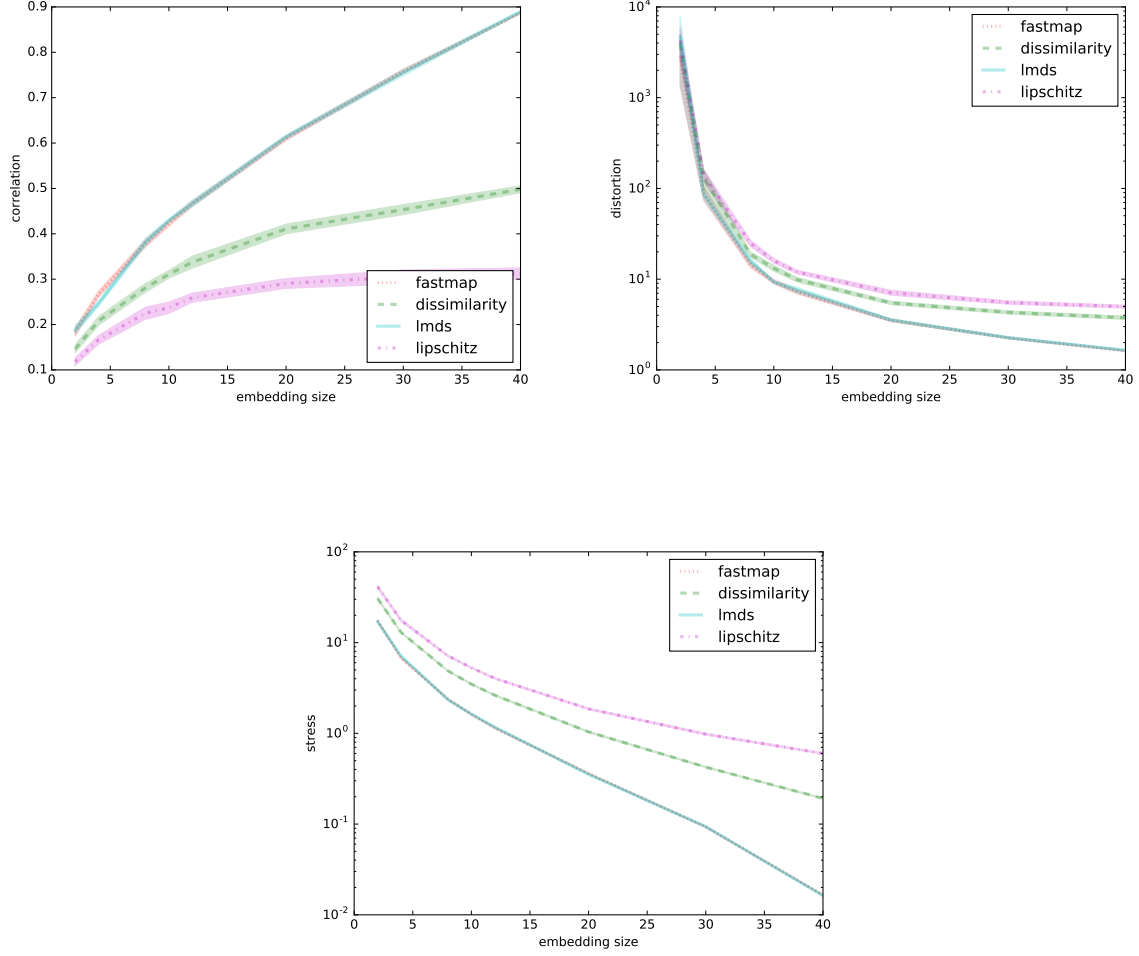 0.9
0.8
0.7
0.6
0.5
0.4
0.3
0.2
0.1
correlation
fastmap
dissimilarity
lmds
lipschitz
0 5 10 15 20 25 30 35 40
embedding size
10^4
10^3
10^2
10^1
10^0
distortion
fastmap
dissimilarity
lmds
lipschitz
0 5 10 15 20 25 30 35 40
embedding size
10^2
10^1
10^0
10^-1
10^-2
stress
fastmap
dissimilarity
lmds
lipschitz
0 5 10 15 20 25 30 35 40
embedding size